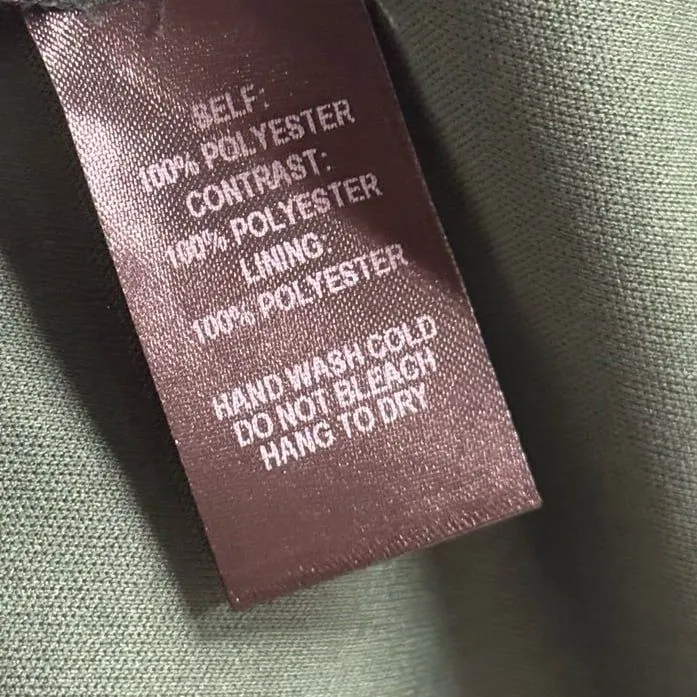 SELF:
100% POLYESTER
CONTRAST:
100% POLYESTER
LINING:
100% POLYESTER
HAND WASH COLD
DO NOT BLEACH
HANG TO DRY